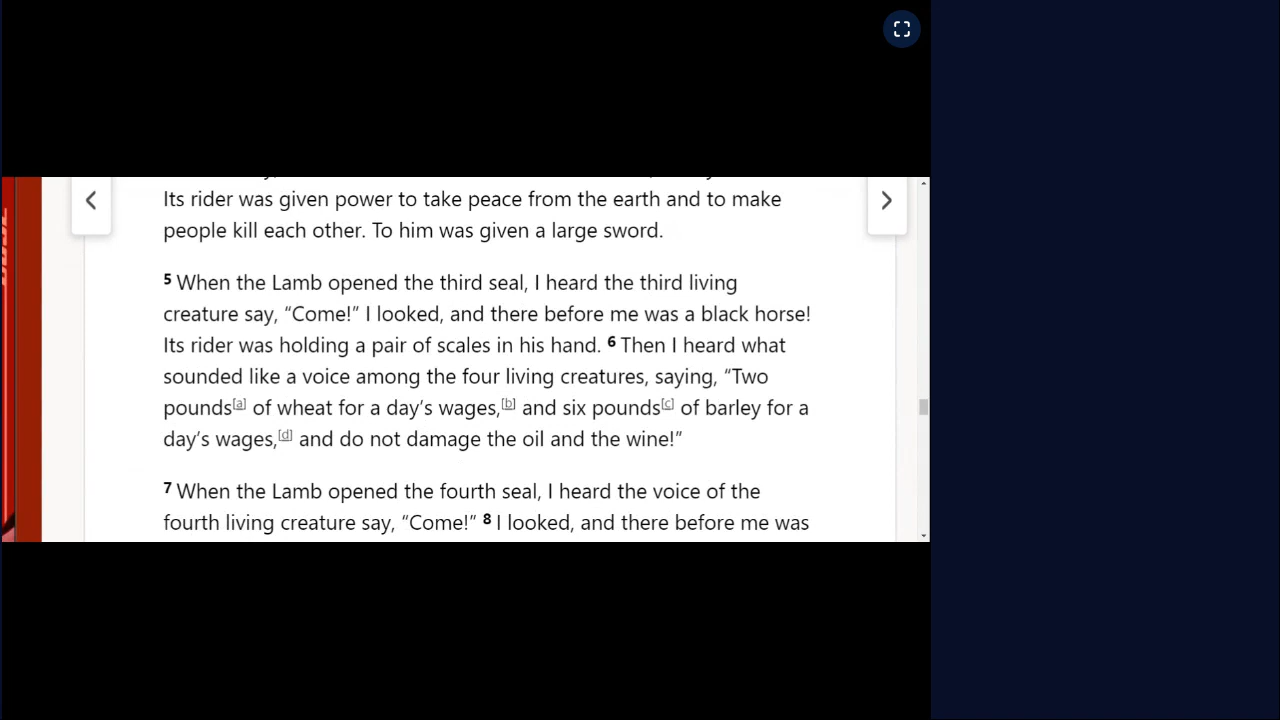 Its rider was given power to take peace from the earth and to make
people kill each other. To him was given a large sword.
5 When the Lamb opened the third seal, I heard the third living
creature say, “Come!” I looked, and there before me was a black horse!
Its rider was holding a pair of scales in his hand. 6 Then I heard what
sounded like a voice among the four living creatures, saying, “Two
pounds[a] of wheat for a day’s wages,[b] and six pounds[c] of barley for a
day’s wages,[d] and do not damage the oil and the wine!”
7 When the Lamb opened the fourth seal, I heard the voice of the
fourth living creature say, “Come!” 8 I looked, and there before me was